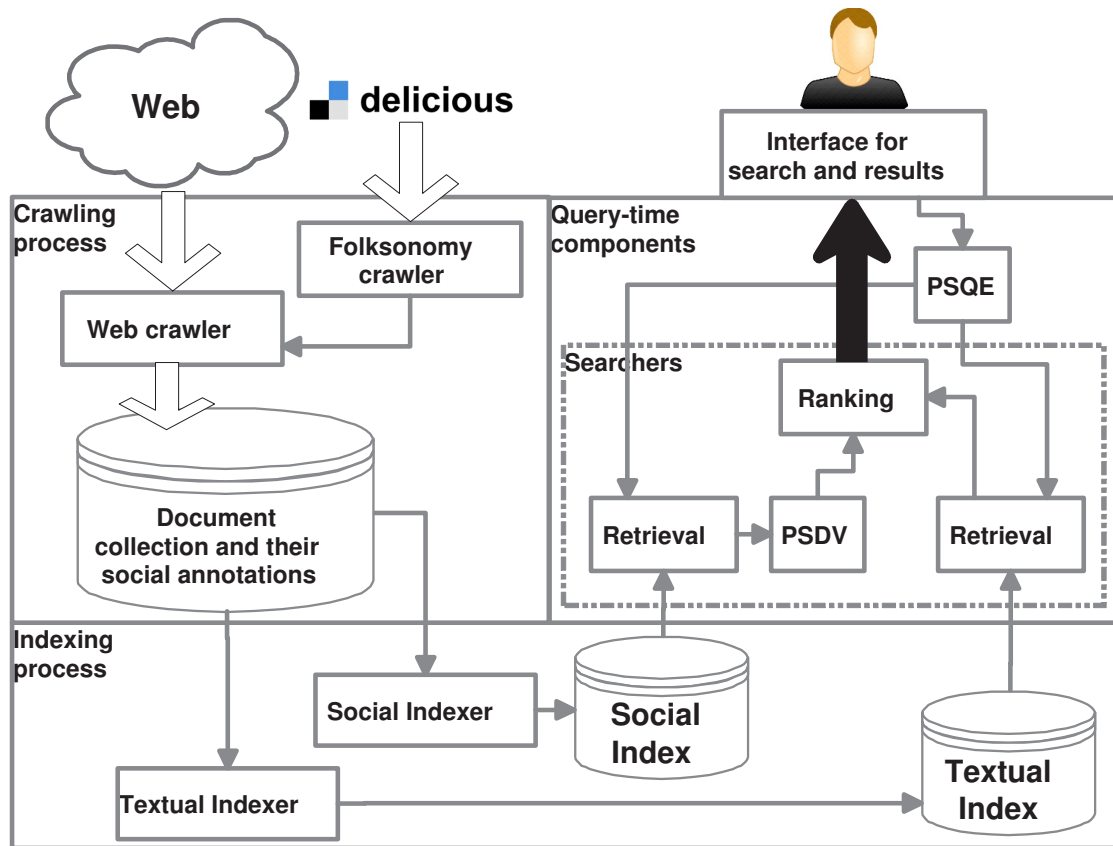 Web
delicious
Interface for
search and results
Crawling
process
Folksonomy
crawler
Web crawler
Document
collection and their
social annotations
Query-time
components
PSQE
Searchers
Ranking
Retrieval
PSDV
Retrieval
Indexing
process
Social Indexer
Social
Index
Textual Indexer
Textual
Index